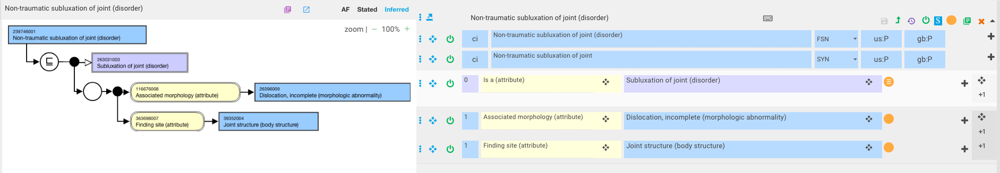 Non-traumatic subluxation of joint (disorder)
AF Stated Inferred
zoom | − 100% +
239746001
Non-traumatic subluxation of joint (disorder)
⊑
263031003
Subluxation of joint (disorder)
116676008
Associated morphology (attribute)
26396009
Dislocation, incomplete (morphologic abnormality)
363698007
Finding site (attribute)
39352004
Joint structure (body structure)
Non-traumatic subluxation of joint (disorder)
S
ci Non-traumatic subluxation of joint (disorder) FSN us:P gb:P
ci Non-traumatic subluxation of joint SYN us:P gb:P
0 Is a (attribute) Subluxation of joint (disorder)
+1
1 Associated morphology (attribute) Dislocation, incomplete (morphologic abnormality)
+1
1 Finding site (attribute) Joint structure (body structure) +1